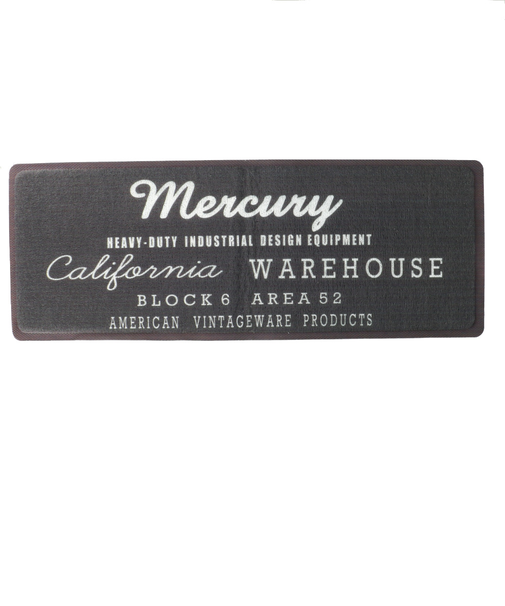 Mercury
HEAVY-DUTY INDUSTRIAL DESIGN EQUIPMENT
California WAREHOUSE
BLOCK 6 AREA 52
AMERICAN VINTAGEWARE PRODUCTS